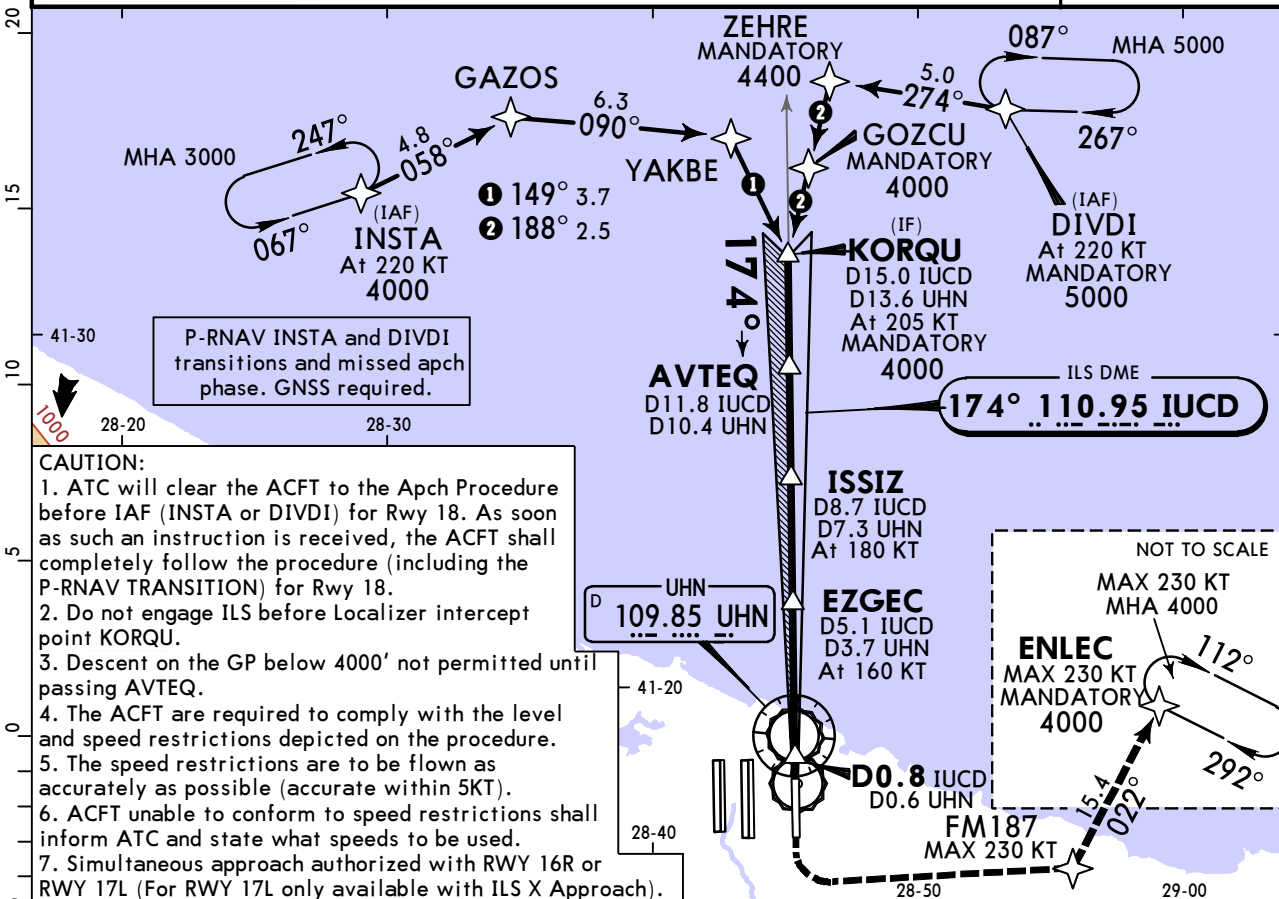 20
15
10
5
0
ZEHRE
MANDATORY
4400
5.0
274°
087°
MHA 5000
267°
GAZOS
6.3
090°
247°
4.8
058°
MHA 3000
067°
(IAF)
INSTA
At 220 KT
4000
1 149° 3.7
2 188° 2.5
YAKBE
1
2
2
GOZCU
MANDATORY
4000
(IAF)
DIVDI
At 220 KT
MANDATORY
5000
(IF)
KORQU
D15.0 IUCD
D13.6 UHN
At 205 KT
MANDATORY
4000
174°
41-30
P-RNAV INSTA and DIVDI
transitions and missed apch
phase. GNSS required.
1000
28-20
28-30
AVTEQ
D11.8 IUCD
D10.4 UHN
ILS DME
174° 110.95 IUCD
CAUTION:
1. ATC will clear the ACFT to the Apch Procedure
before IAF (INSTA or DIVDI) for Rwy 18. As soon
as such an instruction is received, the ACFT shall
completely follow the procedure (including the
P-RNAV TRANSITION) for Rwy 18.
2. Do not engage ILS before Localizer intercept
point KORQU.
3. Descent on the GP below 4000' not permitted until
passing AVTEQ.
4. The ACFT are required to comply with the level
and speed restrictions depicted on the procedure.
5. The speed restrictions are to be flown as
accurately as possible (accurate within 5KT).
6. ACFT unable to conform to speed restrictions shall
inform ATC and state what speeds to be used.
7. Simultaneous approach authorized with RWY 16R or
RWY 17L (For RWY 17L only available with ILS X Approach).
ISSIZ
D8.7 IUCD
D7.3 UHN
At 180 KT
UHN
D 109.85 UHN
EZGEC
D5.1 IUCD
D3.7 UHN
At 160 KT
41-20
NOT TO SCALE
MAX 230 KT
MHA 4000
ENLEC
MAX 230 KT
MANDATORY
4000
112°
292°
D0.8 IUCD
D0.6 UHN
15.4
022°
FM187
MAX 230 KT
28-40
28-50
29-00